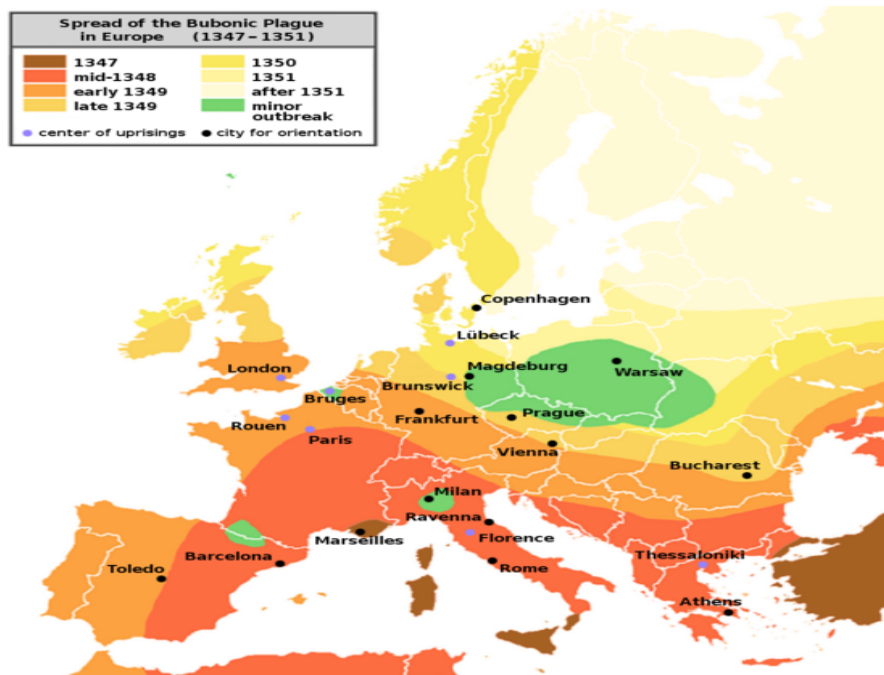 Spread of the Bubonic Plague
in Europe (1347–1351)
1347
mid-1348
early 1349
late 1349
1350
1351
after 1351
minor
outbreak
center of uprisings
city for orientation
Copenhagen
Lübeck
London
Magdeburg
Warsaw
Brunswick
Bruges
Rouen
Frankfurt
Prague
Paris
Vienna
Bucharest
Milan
Ravenna
Marseilles
Florence
Barcelona
Thessaloniki
Toledo
Rome
Athens